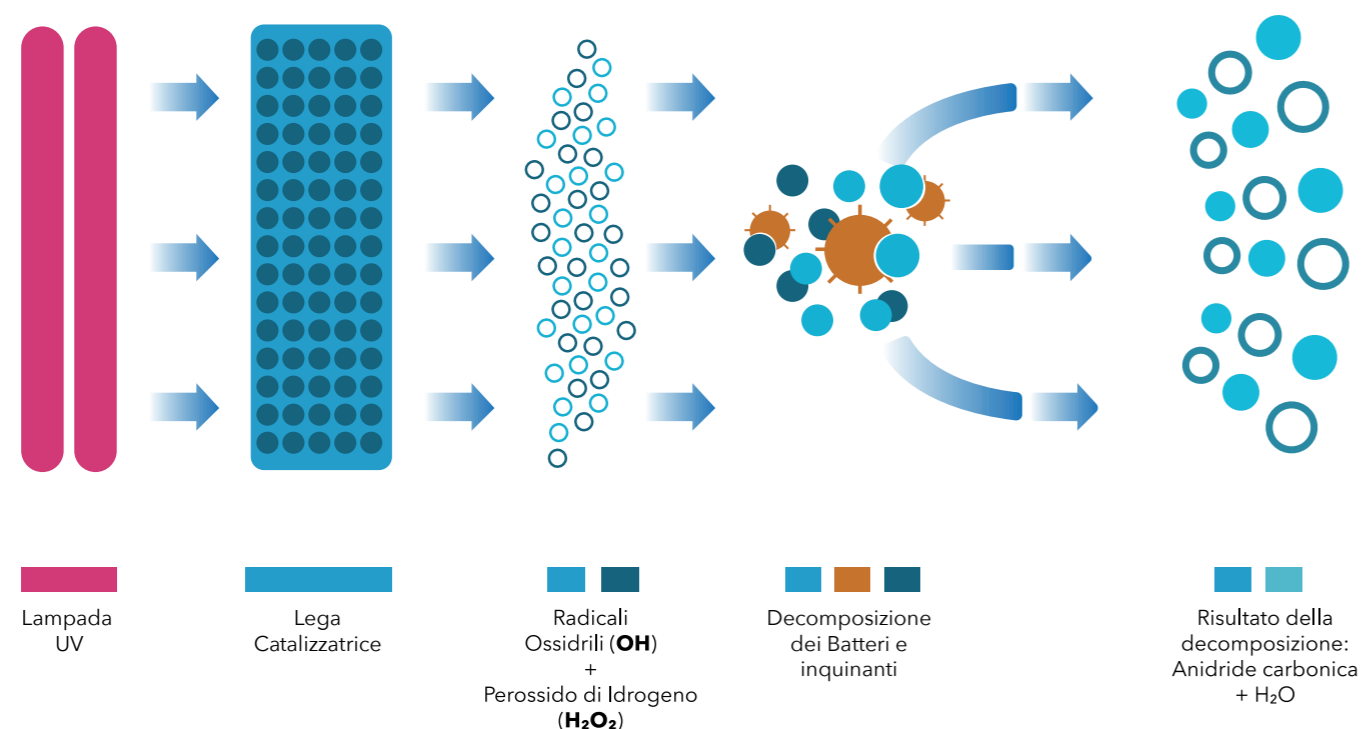 Lampada
UV
Lega
Catalizzatrice
Radicali
Ossidrili (OH)
+
Perossido di Idrogeno
(H₂O₂)
Decomposizione
dei Batteri e
inquinanti
Risultato della
decomposizione:
Anidride carbonica
+ H₂O